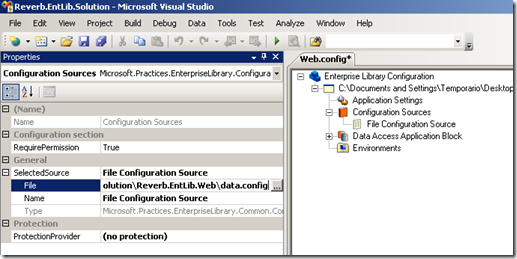 Reverb.EntLib.Solution - Microsoft Visual Studio
File Edit View Project Build Debug Data Tools Test Analyze Window Help
Properties
Configuration Sources Microsoft.Practices.EnterpriseLibrary.Configura
(Name)
Name Configuration Sources
Configuration section
RequirePermission True
General
SelectedSource File Configuration Source
File olution\Reverb.EntLib.Web\data.config ...
Name File Configuration Source
Type Microsoft.Practices.EnterpriseLibrary.Common.Co
Protection
ProtectionProvider (no protection)
Web.config*
Enterprise Library Configuration
C:\Documents and Settings\Temporario\Desktop
Application Settings
Configuration Sources
File Configuration Source
Data Access Application Block
Environments